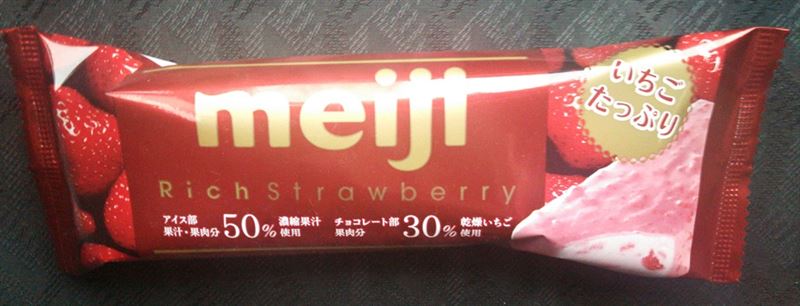 meiji
いちご
たっぷり
Rich Strawberry
アイス部 果汁・果肉分 50% 濃縮果汁使用
チョコレート部 果肉分 30% 乾燥いちご使用